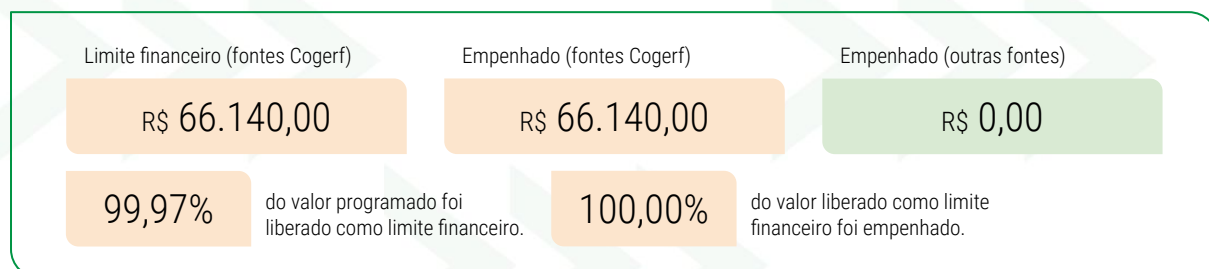 Limite financeiro (fontes Cogerf)
Empenhado (fontes Cogerf)
Empenhado (outras fontes)
R$ 66.140,00
R$ 66.140,00
R$ 0,00
99,97%
do valor programado foi
liberado como limite financeiro.
100,00%
do valor liberado como limite
financeiro foi empenhado.